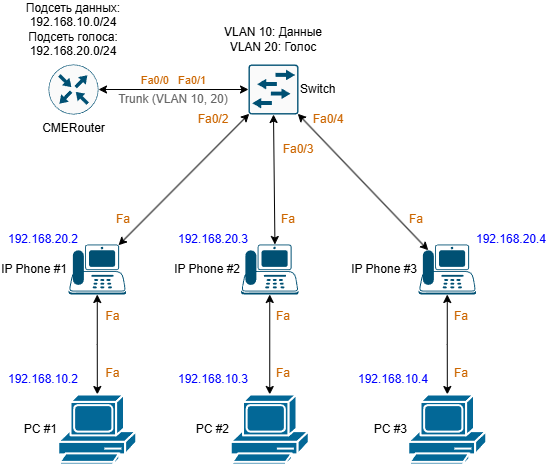 Подсеть данных:
192.168.10.0/24
Подсеть голоса:
192.168.20.0/24
VLAN 10: Данные
VLAN 20: Голос
Fa0/0 Fa0/1
Trunk (VLAN 10, 20)
Switch
CMERouter
Fa0/2
Fa0/3
Fa0/4
Fa
Fa
Fa
192.168.20.2
192.168.20.3
192.168.20.4
IP Phone #1
IP Phone #2
IP Phone #3
Fa
Fa
Fa
Fa
Fa
Fa
192.168.10.2
192.168.10.3
192.168.10.4
PC #1
PC #2
PC #3